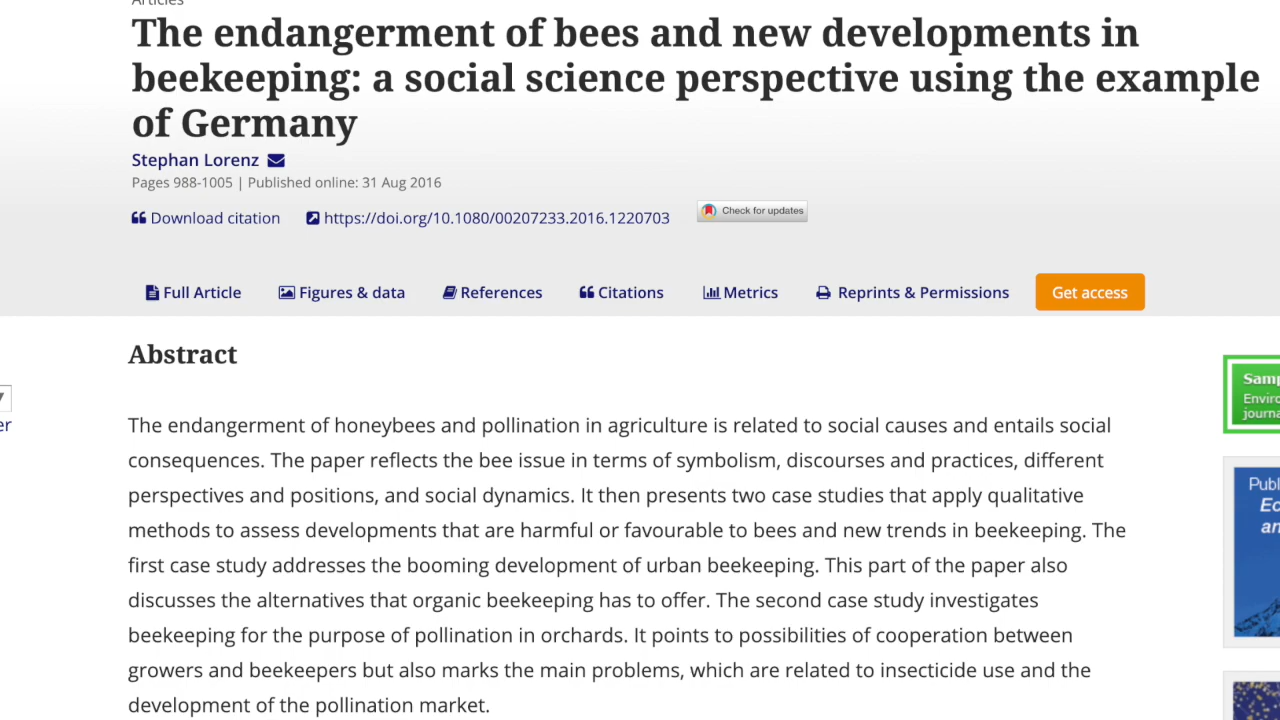 Articles
The endangerment of bees and new developments in
beekeeping: a social science perspective using the example
of Germany
Stephan Lorenz
Pages 988-1005 | Published online: 31 Aug 2016
Download citation https://doi.org/10.1080/00207233.2016.1220703 Check for updates
Full Article Figures & data References Citations Metrics Reprints & Permissions Get access
Abstract
The endangerment of honeybees and pollination in agriculture is related to social causes and entails social
consequences. The paper reflects the bee issue in terms of symbolism, discourses and practices, different
perspectives and positions, and social dynamics. It then presents two case studies that apply qualitative
methods to assess developments that are harmful or favourable to bees and new trends in beekeeping. The
first case study addresses the booming development of urban beekeeping. This part of the paper also
discusses the alternatives that organic beekeeping has to offer. The second case study investigates
beekeeping for the purpose of pollination in orchards. It points to possibilities of cooperation between
growers and beekeepers but also marks the main problems, which are related to insecticide use and the
development of the pollination market.